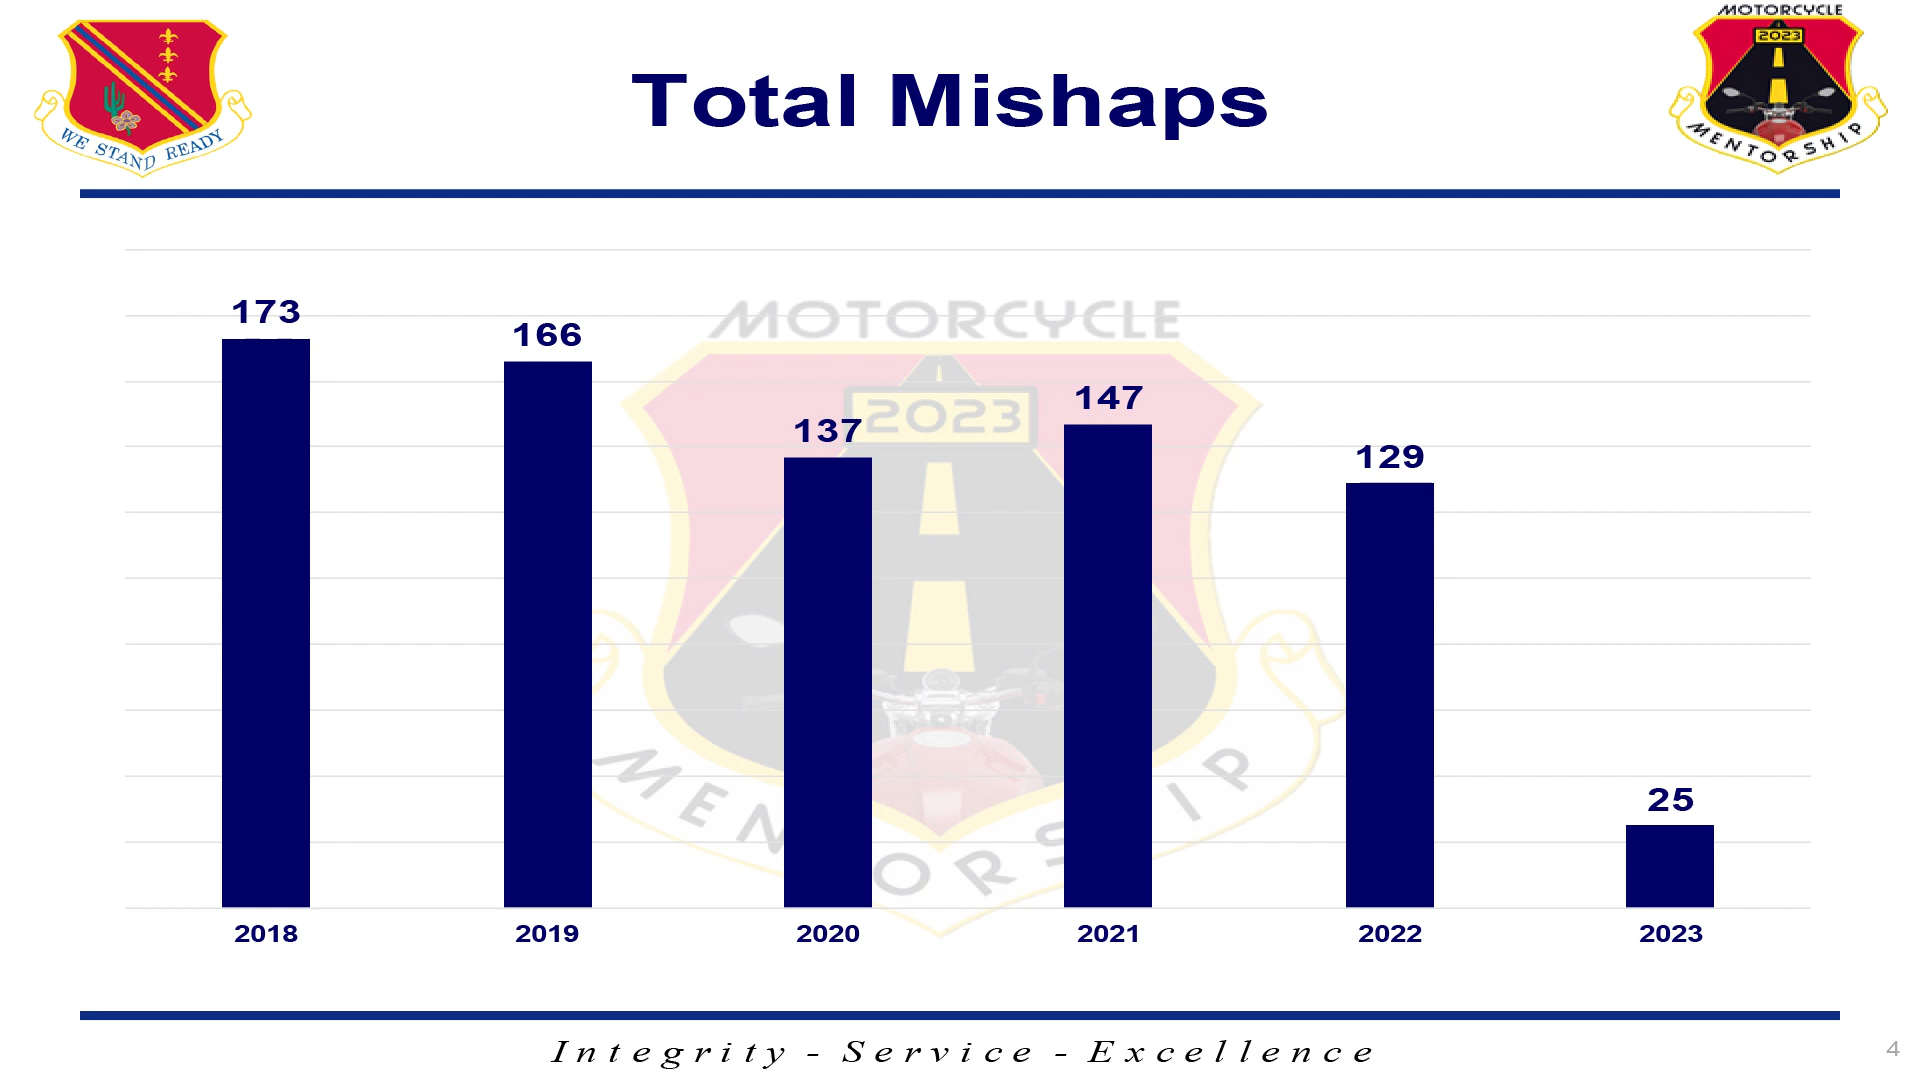 WE STAND READY
MOTORCYCLE
2023
MENTORSHIP
Total Mishaps
173
166
137
147
129
25
MOTORCYCLE
2023
MENTORSHIP
2018
2019
2020
2021
2022
2023
Integrity - Service - Excellence
4